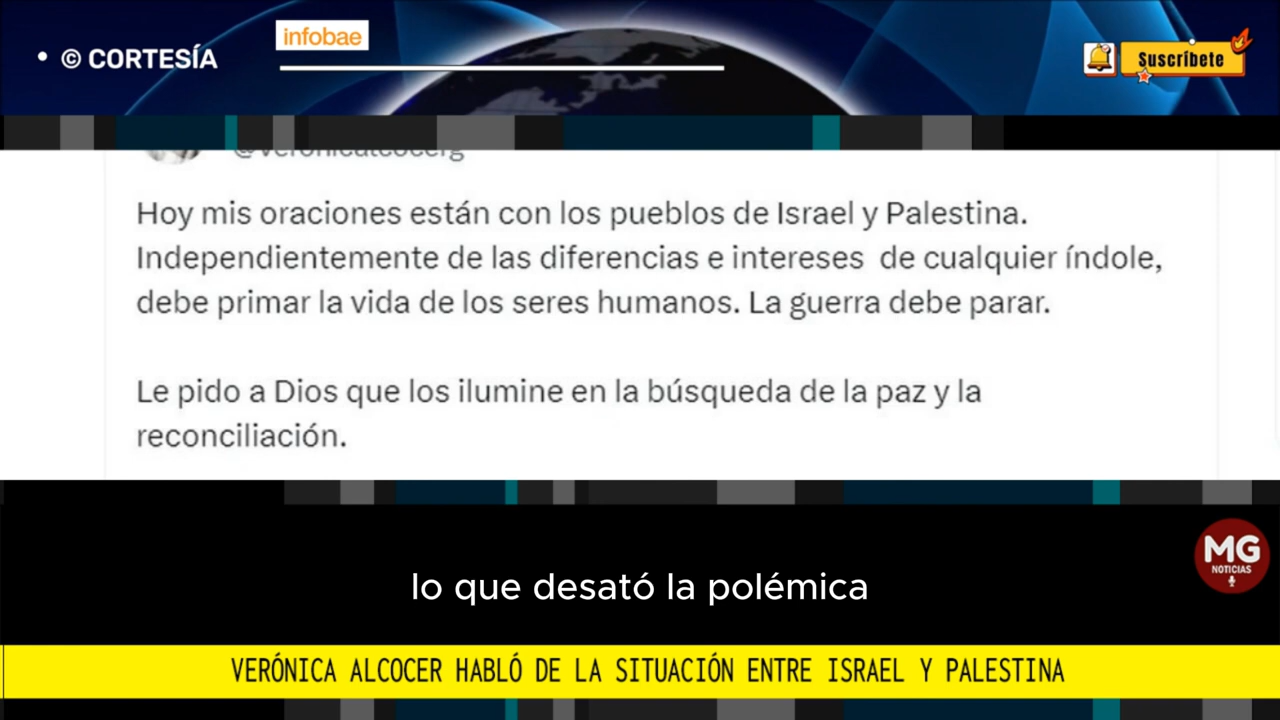 • © CORTESÍA
infobae
Suscríbete
@veronicalcocerg
Hoy mis oraciones están con los pueblos de Israel y Palestina.
Independientemente de las diferencias e intereses de cualquier índole,
debe primar la vida de los seres humanos. La guerra debe parar.
Le pido a Dios que los ilumine en la búsqueda de la paz y la
reconciliación.
MG
NOTICIAS
lo que desató la polémica
VERÓNICA ALCOCER HABLÓ DE LA SITUACIÓN ENTRE ISRAEL Y PALESTINA